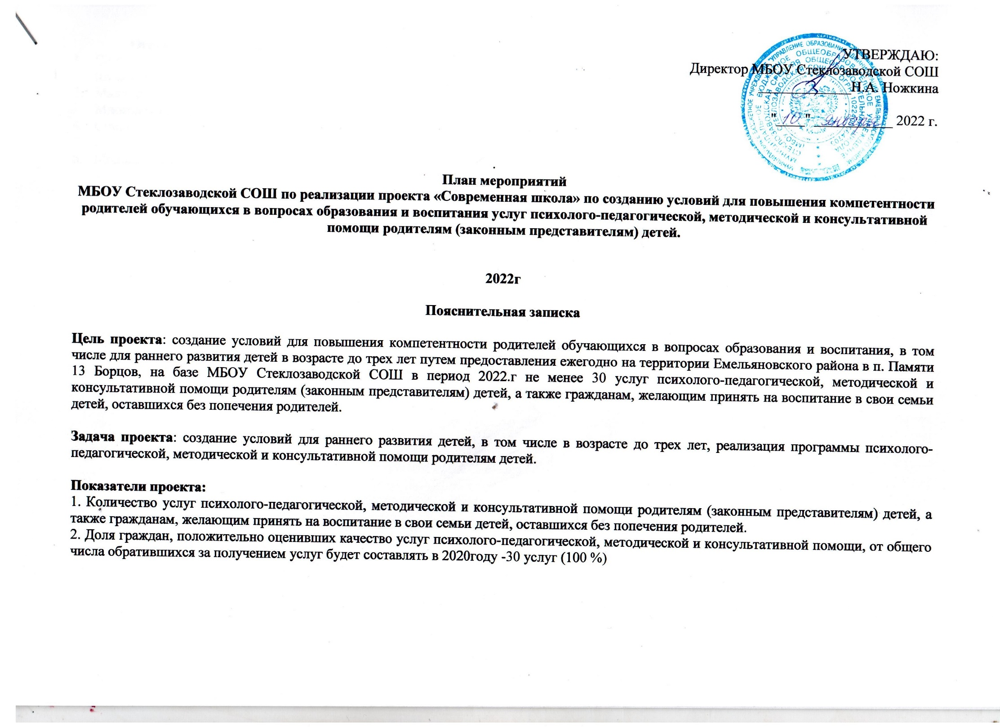 УТВЕРЖДАЮ:
Директор МБОУ Стеклозаводской СОШ
Н.А. Ножкина
"10" января 2022 г.
План мероприятий
МБОУ Стеклозаводской СОШ по реализации проекта «Современная школа» по созданию условий для повышения компетентности
родителей обучающихся в вопросах образования и воспитания услуг психолого-педагогической, методической и консультативной
помощи родителям (законным представителям) детей.
2022г
Пояснительная записка
Цель проекта: создание условий для повышения компетентности родителей обучающихся в вопросах образования и воспитания, в том
числе для раннего развития детей в возрасте до трех лет путем предоставления ежегодно на территории Емельяновского района в п. Памяти
13 Борцов, на базе МБОУ Стеклозаводской СОШ в период 2022.г не менее 30 услуг психолого-педагогической, методической и
консультативной помощи родителям (законным представителям) детей, а также гражданам, желающим принять на воспитание в свои семьи
детей, оставшихся без попечения родителей.
Задача проекта: создание условий для раннего развития детей, в том числе в возрасте до трех лет, реализация программы психолого-
педагогической, методической и консультативной помощи родителям детей.
Показатели проекта:
1. Количество услуг психолого-педагогической, методической и консультативной помощи родителям (законным представителям) детей, а
также гражданам, желающим принять на воспитание в свои семьи детей, оставшихся без попечения родителей.
2. Доля граждан, положительно оценивших качество услуг психолого-педагогической, методической и консультативной помощи, от общего
числа обратившихся за получением услуг будет составлять в 2020году -30 услуг (100 %)